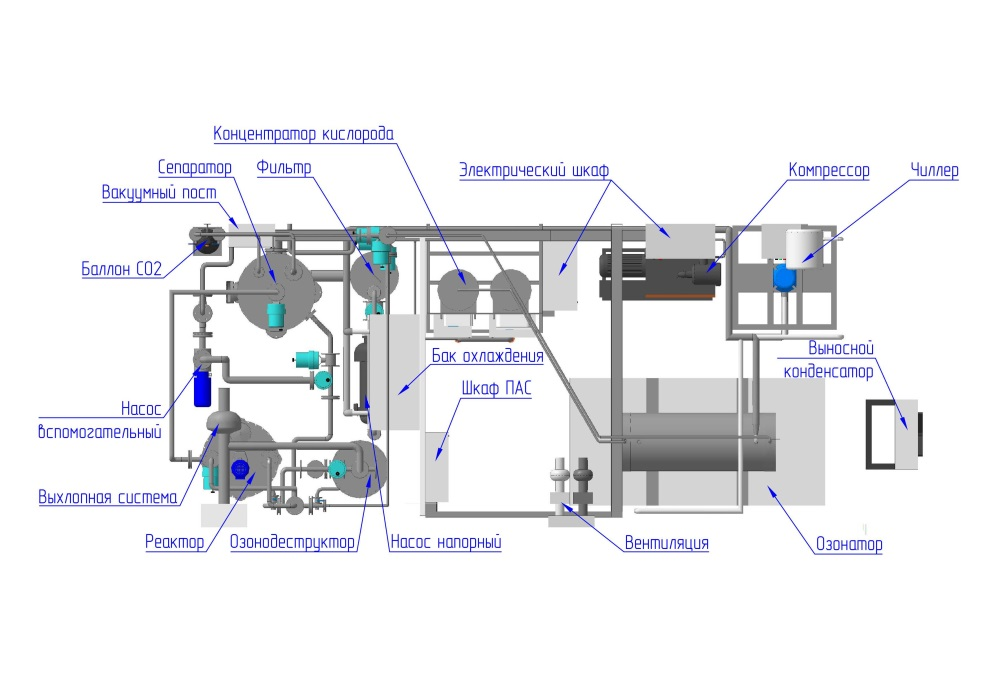 Концентратор кислорода
Сепаратор
Фильтр
Электрический шкаф
Компрессор
Чиллер
Вакуумный пост
Баллон СО2
Бак охлаждения
Выносной
конденсатор
Шкаф ПАС
Насос
вспомогательный
Выхлопная система
Реактор
Озонодеструктор
Насос напорный
Вентиляция
Озонатор